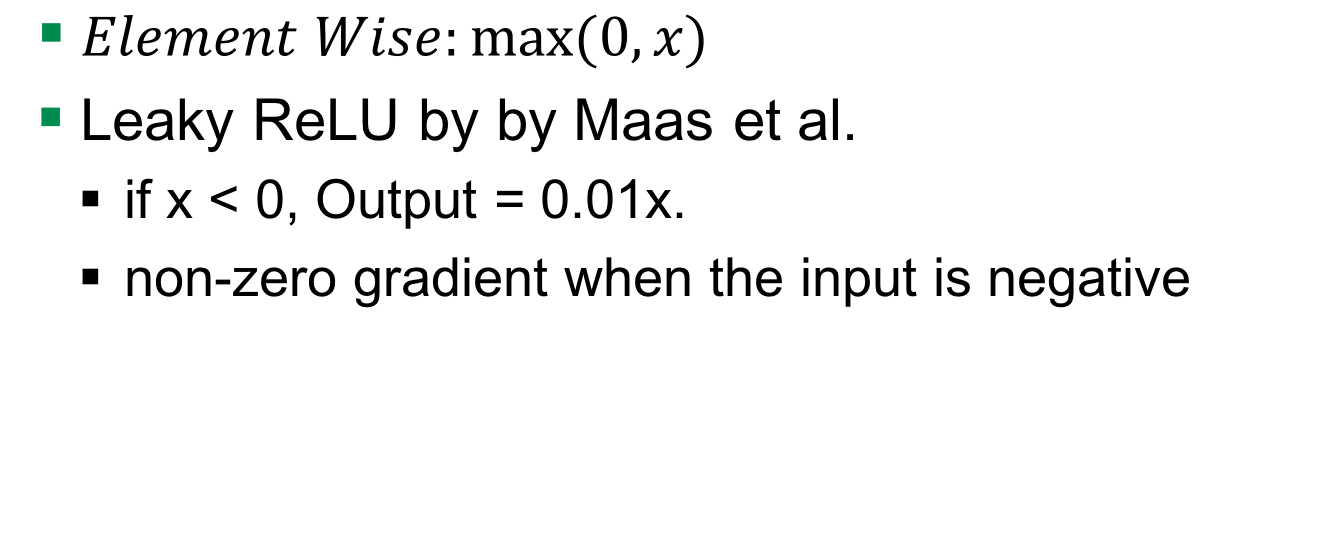 ▪ Element Wise: max(0, x)
▪ Leaky ReLU by by Maas et al.
▪ if x < 0, Output = 0.01x.
▪ non-zero gradient when the input is negative